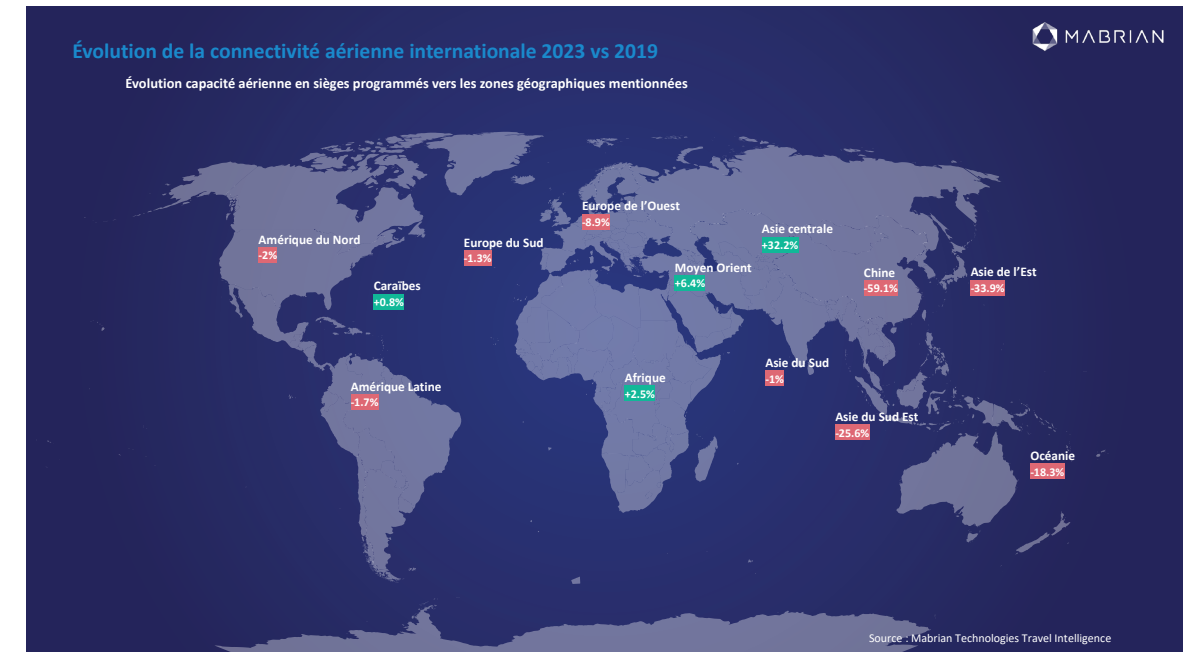 MABRIAN
Évolution de la connectivité aérienne internationale 2023 vs 2019
Évolution capacité aérienne en sièges programmés vers les zones géographiques mentionnées
Europe de l’Ouest
-8.9%
Asie centrale
+32.2%
Amérique du Nord
-2%
Europe du Sud
-1.3%
Moyen Orient
+6.4%
Chine
-59.1%
Asie de l’Est
-33.9%
Caraïbes
+0.8%
Asie du Sud
-1%
Afrique
+2.5%
Amérique Latine
-1.7%
Asie du Sud Est
-25.6%
Océanie
-18.3%
Source : Mabrian Technologies Travel Intelligence